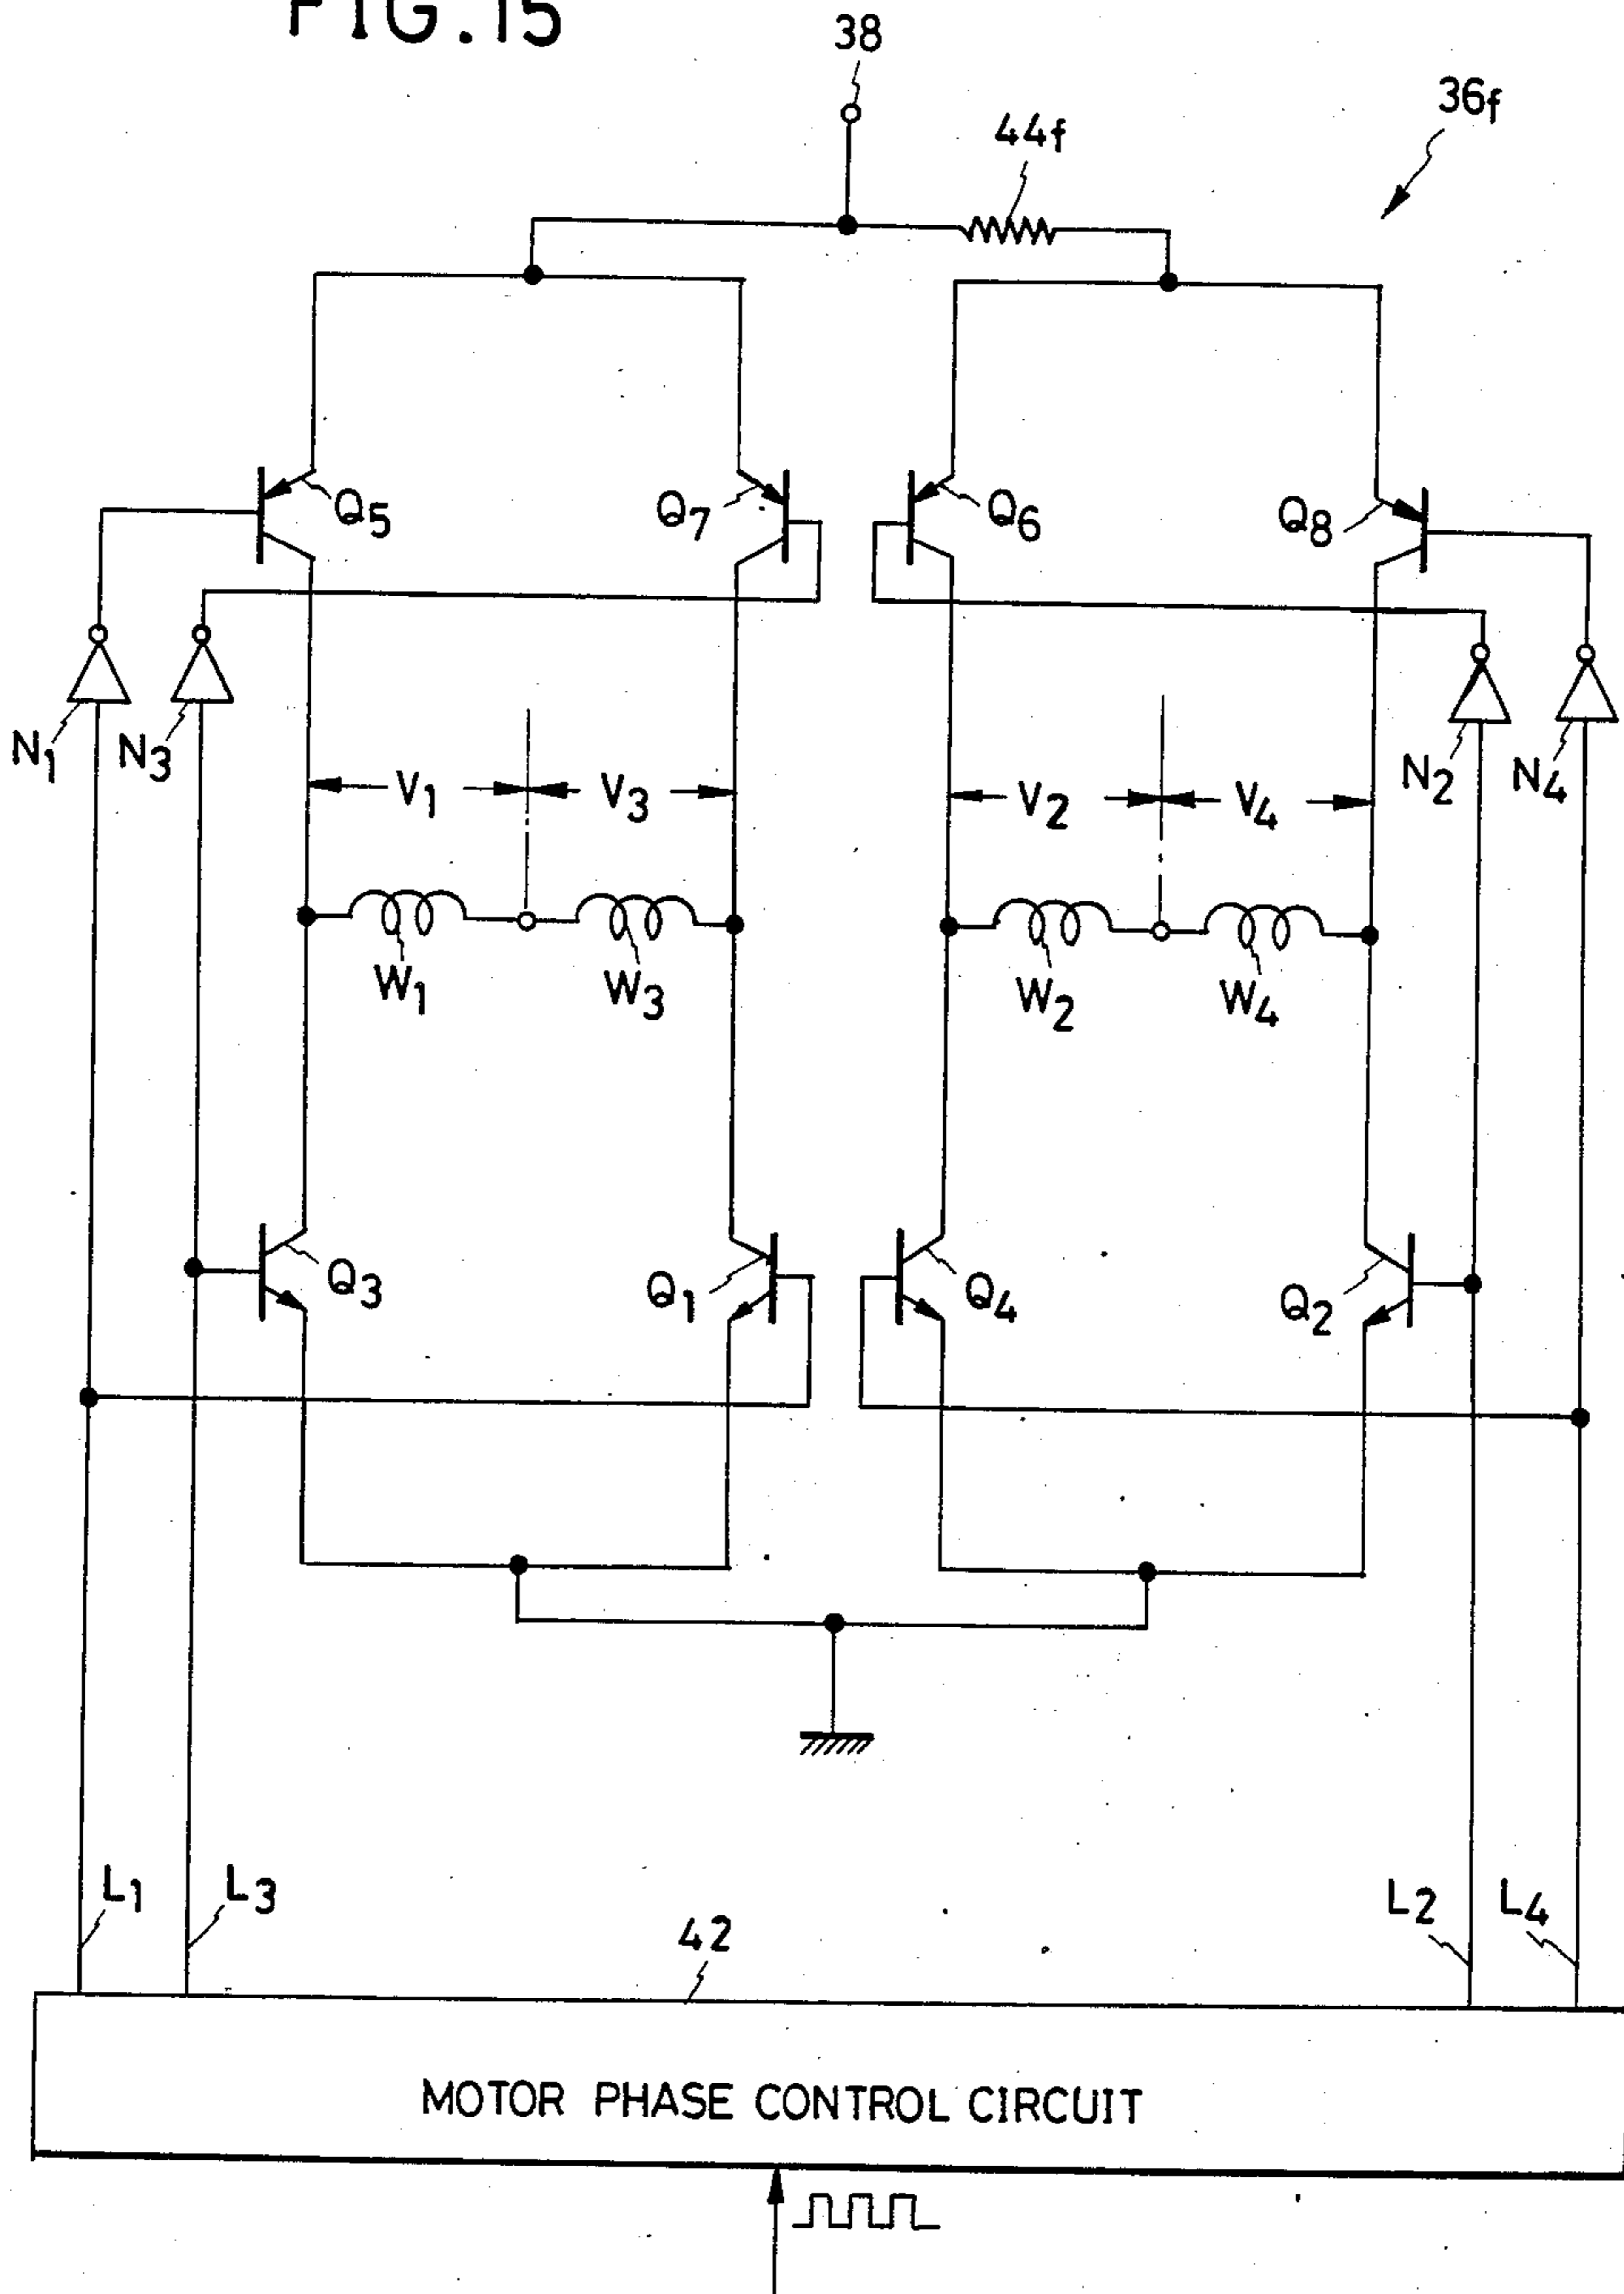 FIG.15
38
36f
44f
Q5
Q7
Q6
Q8
N1
N3
N2
N4
V1
V3
V2
V4
W1
W3
W2
W4
Q3
Q1
Q4
Q2
L1
L3
L2
L4
42
MOTOR PHASE CONTROL CIRCUIT